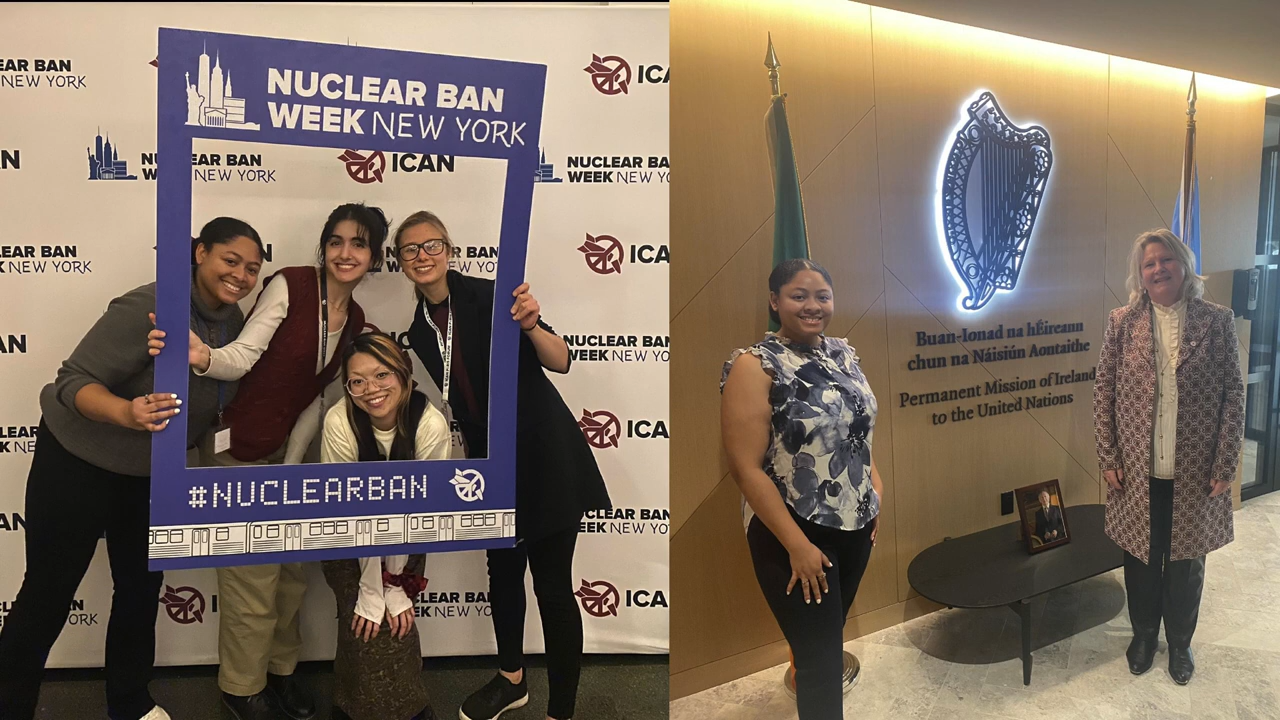 NUCLEAR BAN
WEEK NEW YORK
#NUCLEARBAN
ICAN
NUCLEAR BAN
WEEK NEW YORK
ICAN
Buan-Ionad na hÉireann
chun na Náisiún Aontaithe
Permanent Mission of Ireland
to the United Nations